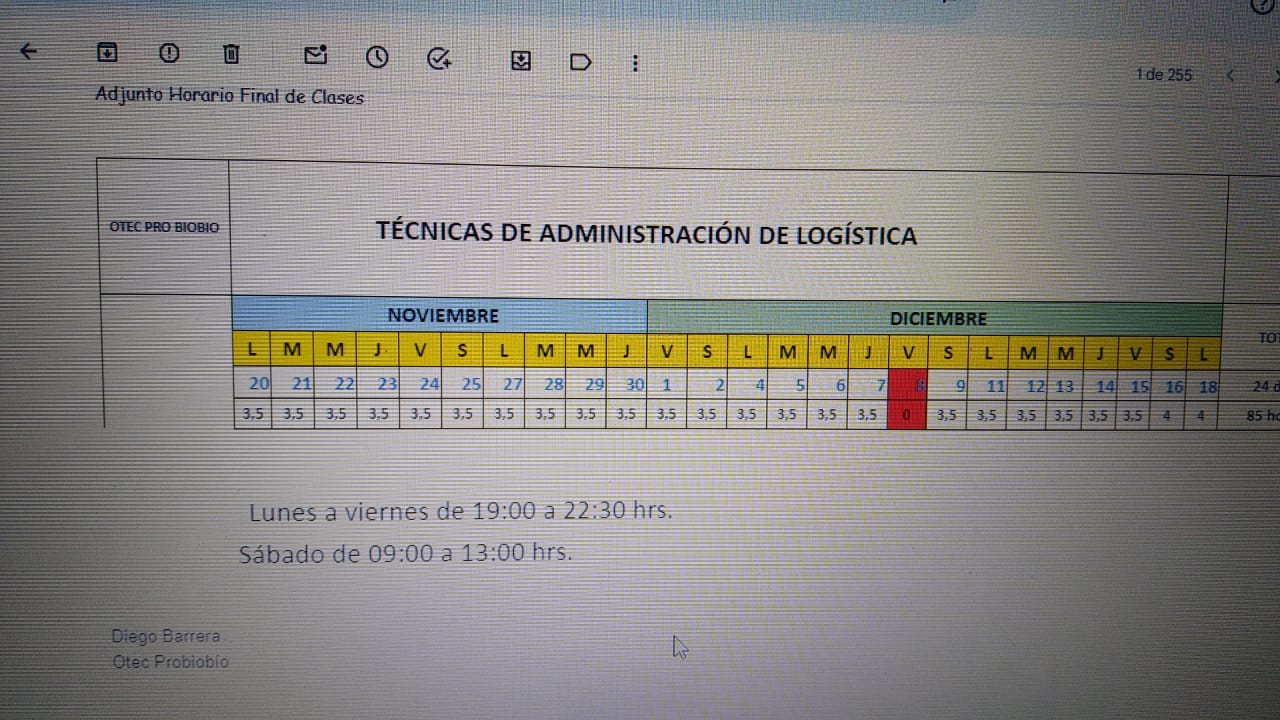 1 de 255
Adjunto Horario Final de Clases
OTEC PRO BIOBIO
TÉCNICAS DE ADMINISTRACIÓN DE LOGÍSTICA
NOVIEMBRE DICIEMBRE
L M M J V S L M M J V S L M M J V S L M M J V S L
20 21 22 23 24 25 27 28 29 30 1 2 4 5 6 7 8 9 11 12 13 14 15 16 18 24 d
3,5 3,5 3,5 3,5 3,5 3,5 3,5 3,5 3,5 3,5 3,5 3,5 3,5 3,5 3,5 3,5 0 3,5 3,5 3,5 3,5 3,5 3,5 4 4 85 ho
TO
Lunes a viernes de 19:00 a 22:30 hrs.
Sábado de 09:00 a 13:00 hrs.
Diego Barrera
Otec Probiobío